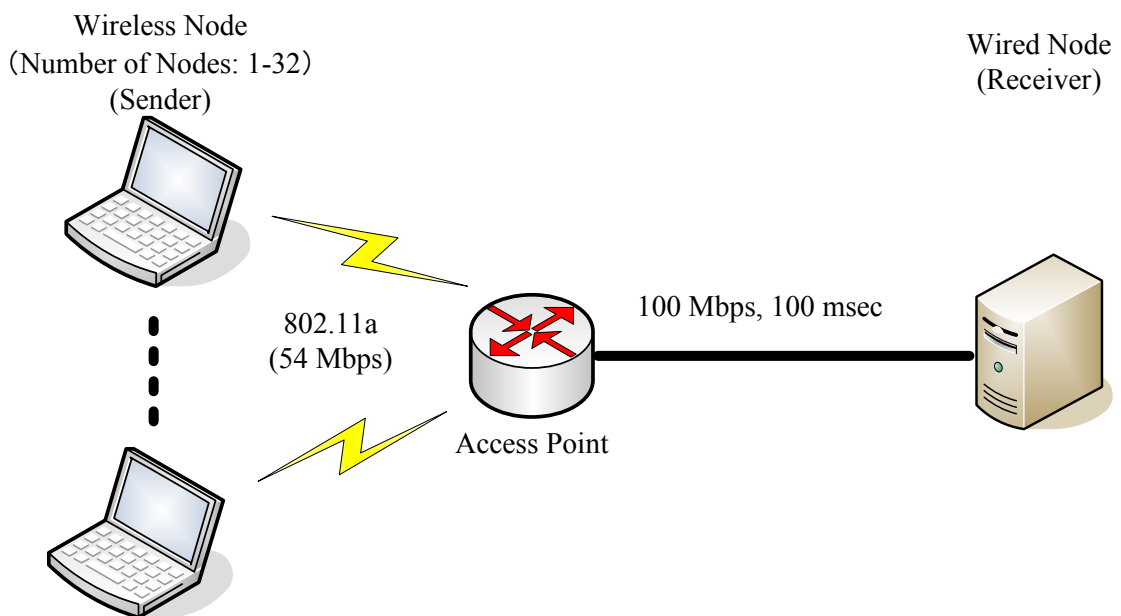 Wireless Node
（Number of Nodes: 1-32）
(Sender)
Wired Node
(Receiver)
802.11a
(54 Mbps)
100 Mbps, 100 msec
Access Point